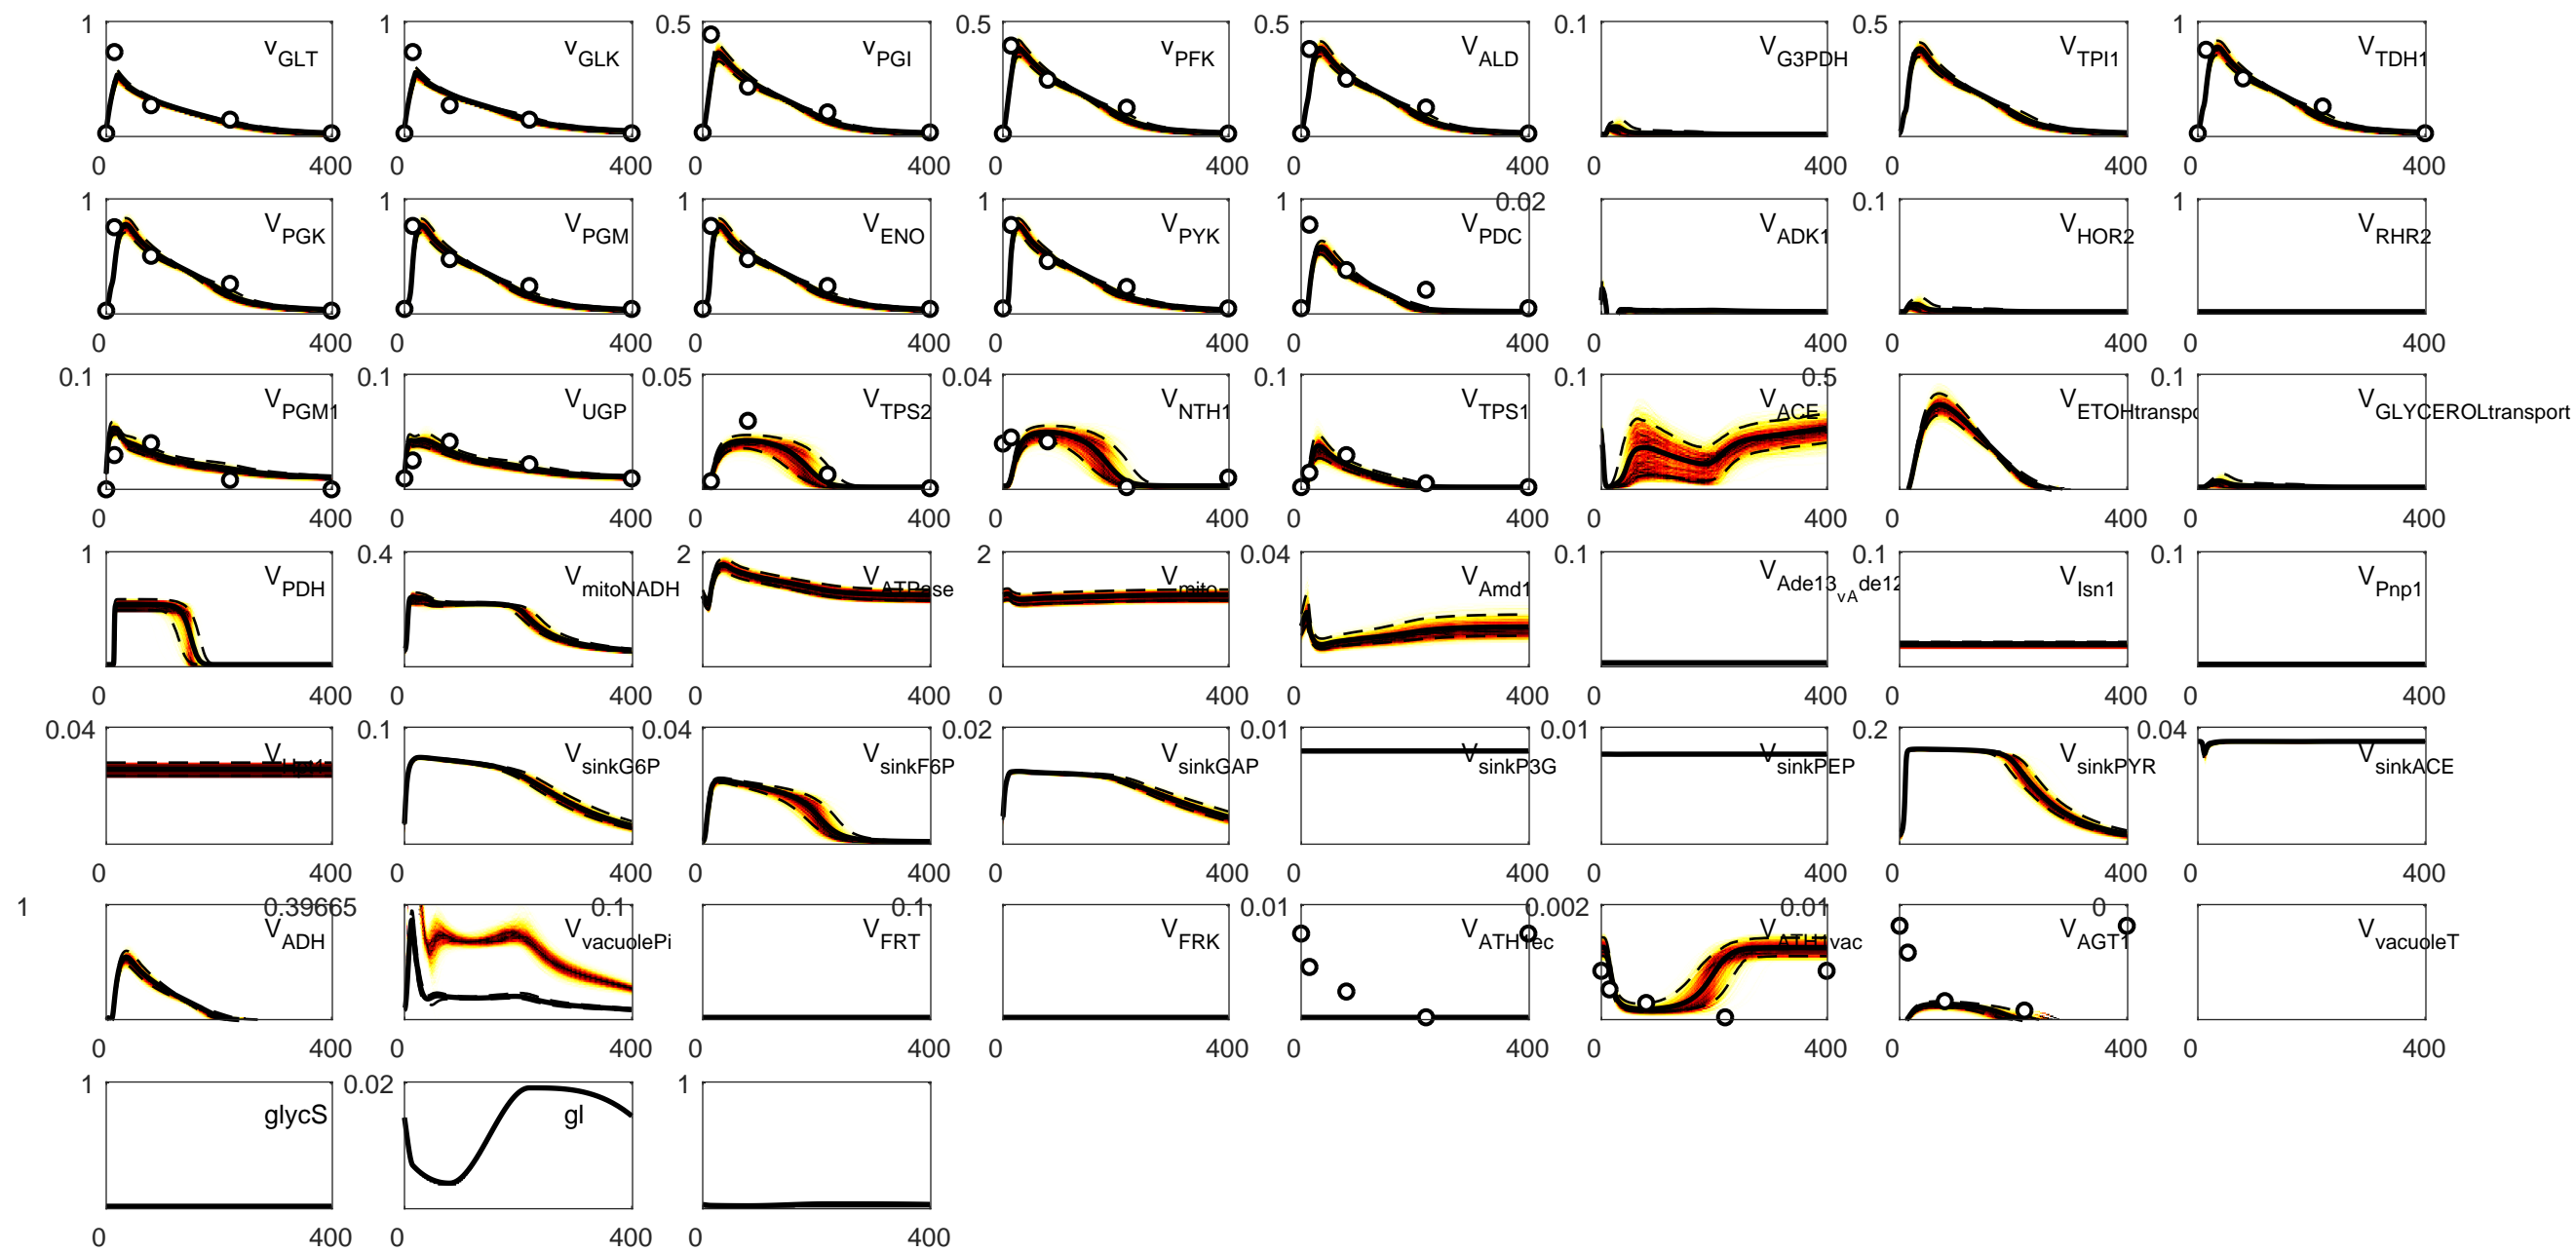 1 v_GLT 0 400
1 v_GLK 0 400
0.5 v_PGI 0 400
0.5 v_PFK 0 400
0.5 V_ALD 0 400
0.1 V_G3PDH 0 400
0.5 V_TPI1 0 400
1 V_TDH1 0 400
1 V_PGK 0 400
1 V_PGM 0 400
1 V_ENO 0 400
1 V_PYK 0 400
1 V_PDC 0 400
0.02 V_ADK1 0 400
0.1 V_HOR2 0 400
1 V_RHR2 0 400
0.1 V_PGM1 0 400
0.1 V_UGP 0 400
0.05 V_TPS2 0 400
0.04 V_NTH1 0 400
0.1 V_TPS1 0 400
0.1 V_ACE 0 400
0.5 V_ETOHtranspo 0 400
0.1 V_GLYCEROLtransport 0 400
1 V_PDH 0 400
0.4 V_mitoNADH 0 400
2 V_ATPase 0 400
2 V_mito 0 400
0.04 V_Amd1 0 400
0.1 V_Ade13_vAde12 0 400
0.1 V_Isn1 0 400
0.1 V_Pnp1 0 400
0.04 V_Hpt1 0 400
0.1 V_sinkG6P 0 400
0.04 V_sinkF6P 0 400
0.02 V_sinkGAP 0 400
0.01 V_sinkP3G 0 400
0.01 V_sinkPEP 0 400
0.2 V_sinkPYR 0 400
0.04 V_sinkACE 0 400
1 V_ADH 0 400
0.39665 V_vacuolePi 0 400
0.1 V_FRT 0 400
0.1 V_FRK 0 400
0.01 V_ATH1ec 0 400
0.002 V_ATH1vac 0 400
0.01 V_AGT1 0 400
0 V_vacuoleT 0 400
1 glycS 0 400
0.02 gl 0 400
1 0 400